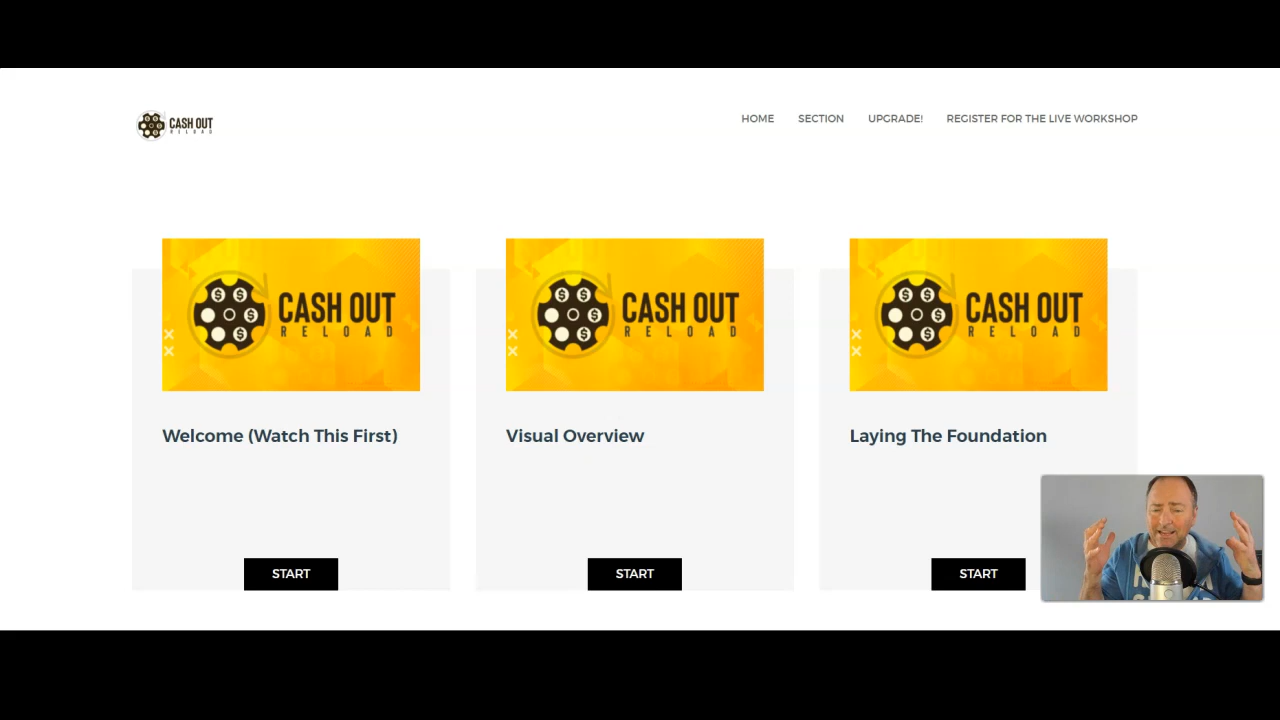 CASH OUT
RELOAD
HOME
SECTION
UPGRADE!
REGISTER FOR THE LIVE WORKSHOP
CASH OUT
RELOAD
CASH OUT
RELOAD
CASH OUT
RELOAD
Welcome (Watch This First)
Visual Overview
Laying The Foundation
START
START
START